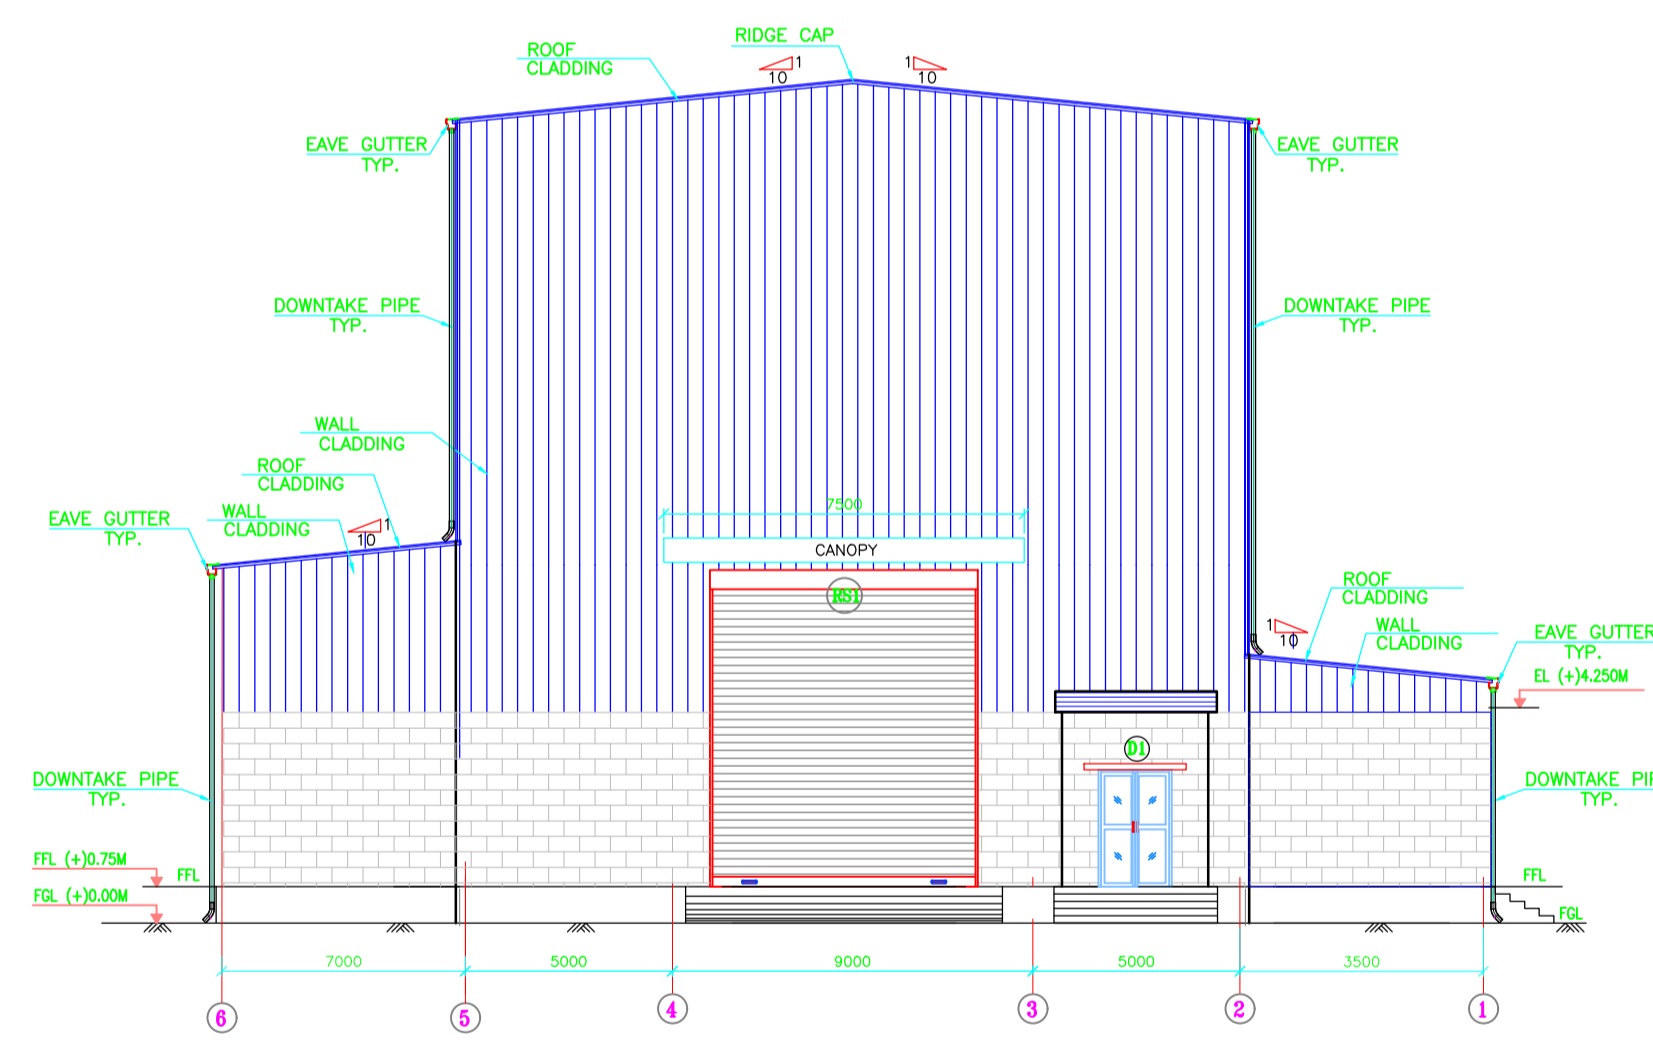 RIDGE CAP
ROOF
CLADDING
1
10
1
10
EAVE GUTTER
TYP.
EAVE GUTTER
TYP.
DOWNTAKE PIPE
TYP.
DOWNTAKE PIPE
TYP.
WALL
CLADDING
ROOF
CLADDING
WALL
CLADDING
EAVE GUTTER
TYP.
1
10
7500
CANOPY
RS1
ROOF
CLADDING
WALL
CLADDING
1
10
EAVE GUTTER
TYP.
EL (+)4.250M
D1
DOWNTAKE PIPE
TYP.
DOWNTAKE PI
TYP.
FFL (+)0.75M
FFL
FFL
FGL (+)0.00M
FGL
7000
5000
9000
5000
3500
6
5
4
3
2
1